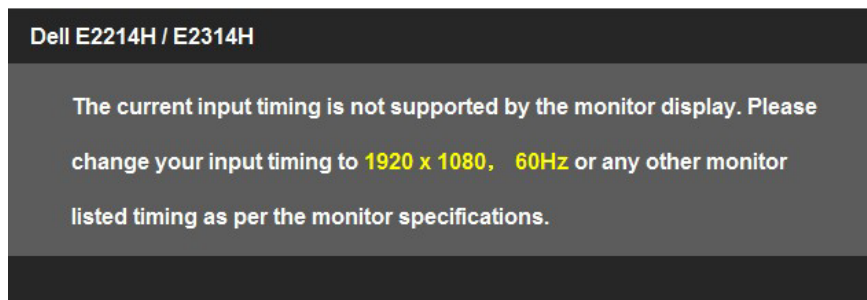 Dell E2214H / E2314H
The current input timing is not supported by the monitor display. Please
change your input timing to 1920 x 1080， 60Hz or any other monitor
listed timing as per the monitor specifications.